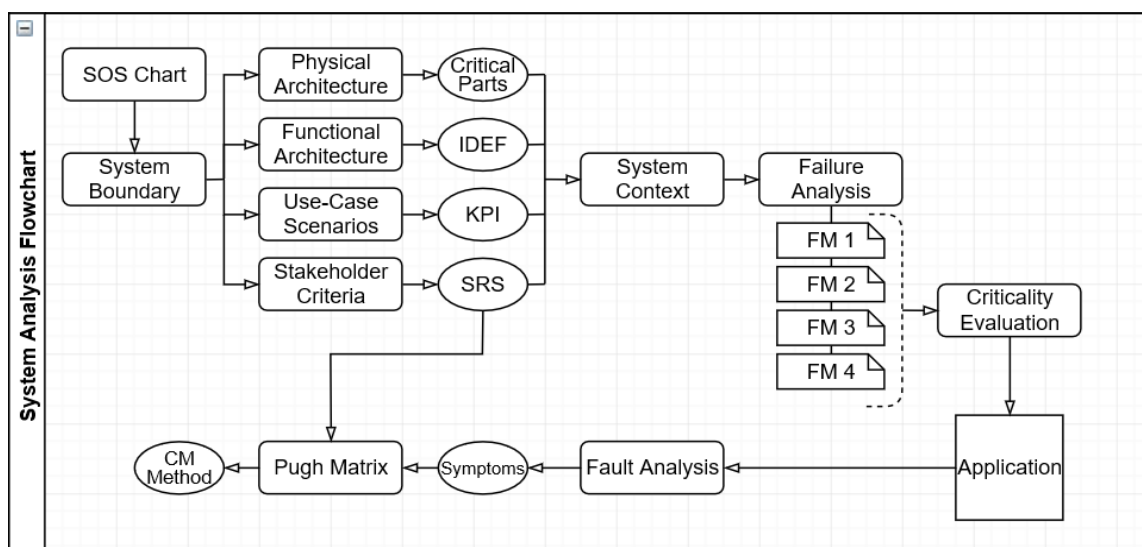 System Analysis Flowchart
SOS Chart
System
Boundary
Physical
Architecture
Critical
Parts
Functional
Architecture
IDEF
Use-Case
Scenarios
KPI
Stakeholder
Criteria
SRS
System
Context
Failure
Analysis
FM 1
FM 2
FM 3
FM 4
Criticality
Evaluation
Application
Fault Analysis
Symptoms
Pugh Matrix
CM
Method